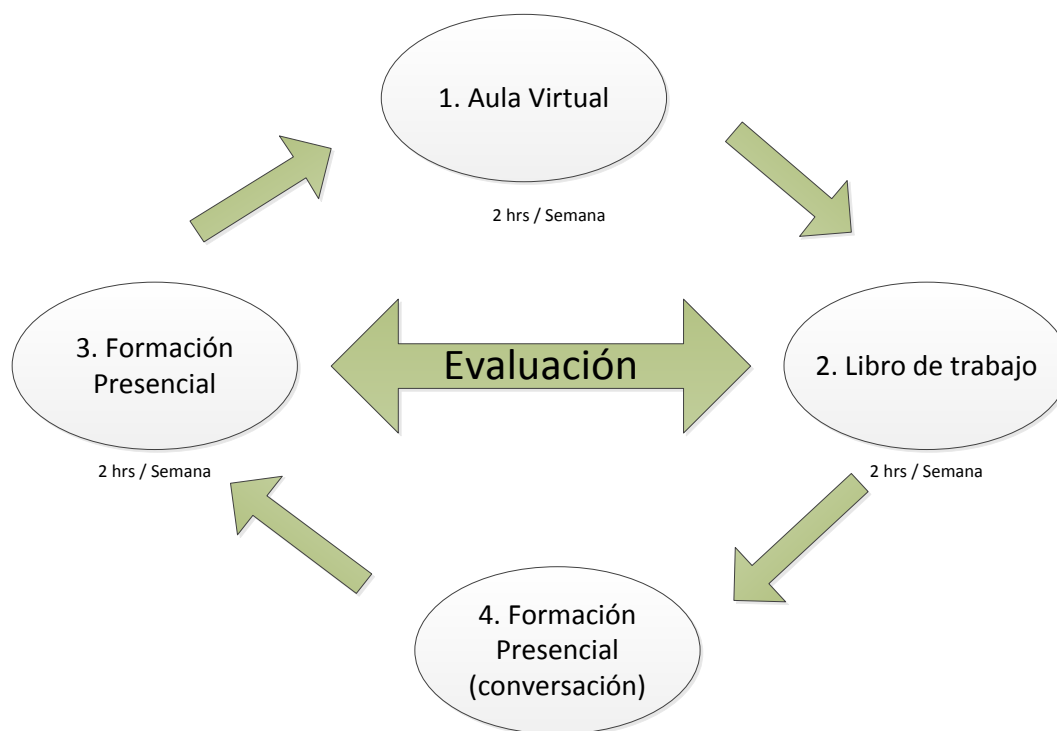 1. Aula Virtual
2 hrs / Semana
3. Formación
Presencial
2 hrs / Semana
Evaluación
2. Libro de trabajo
2 hrs / Semana
4. Formación
Presencial
(conversación)